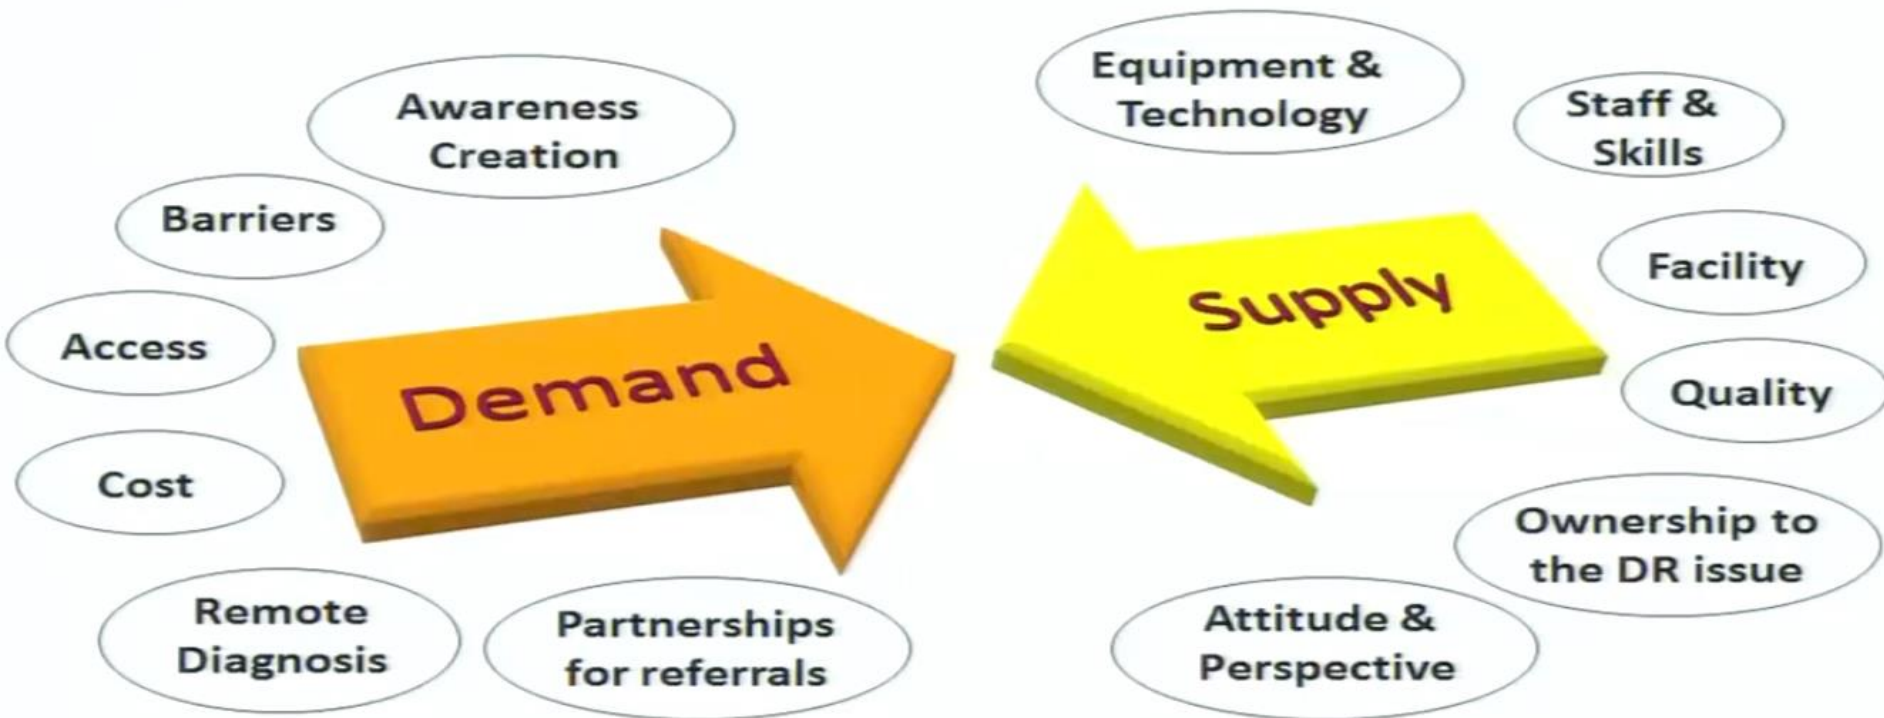 Awareness
Creation
Barriers
Access
Cost
Remote
Diagnosis
Partnerships
for referrals
Demand
Equipment &
Technology
Staff &
Skills
Facility
Quality
Ownership to
the DR issue
Attitude &
Perspective
Supply